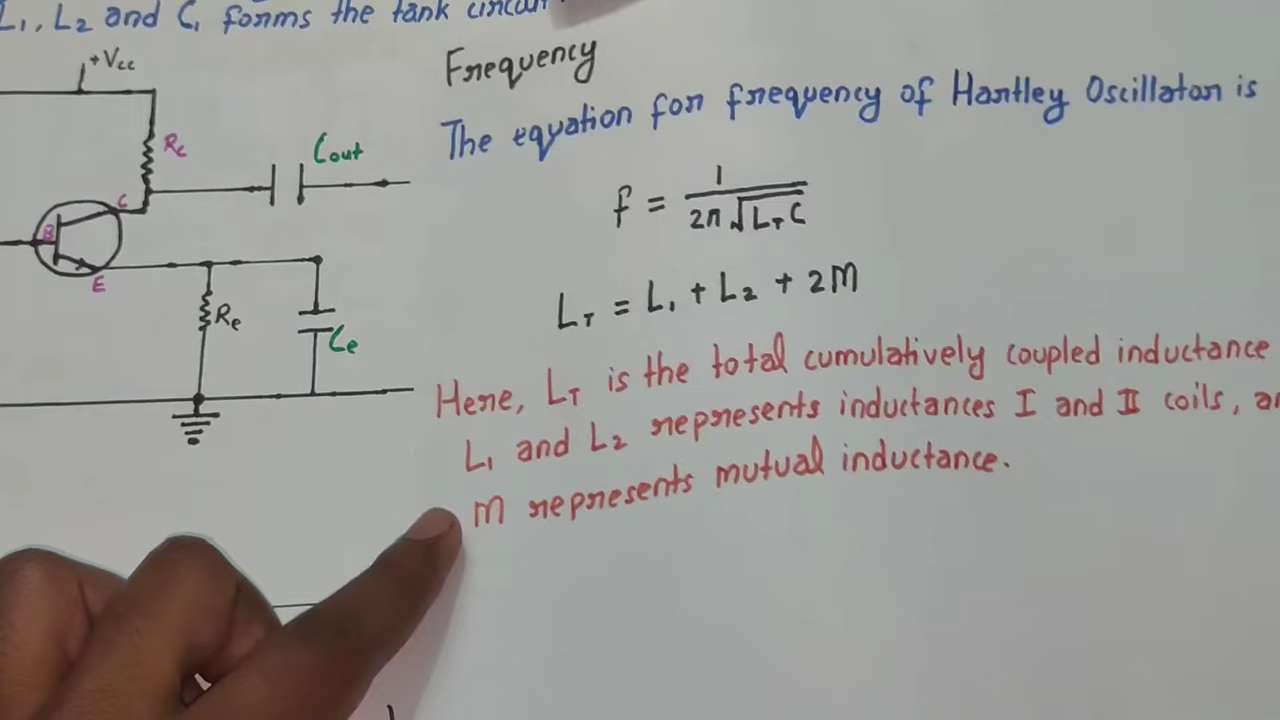 L1, L2 and C1 forms the tank circuit
+Vcc
Rc
Cout
C
B
E
Re
Ce
Frequency
The equation for frequency of Hartley Oscillator is
f = 1 / 2π √LT C
LT = L1 + L2 + 2M
Here, LT is the total cumulatively coupled inductance
L1 and L2 represents inductances I and II coils,
M represents mutual inductance.